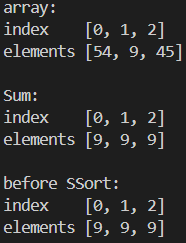 array:
index    [0, 1, 2]
elements [54, 9, 45]

Sum:
index    [0, 1, 2]
elements [9, 9, 9]

before SSort:
index    [0, 1, 2]
elements [9, 9, 9]